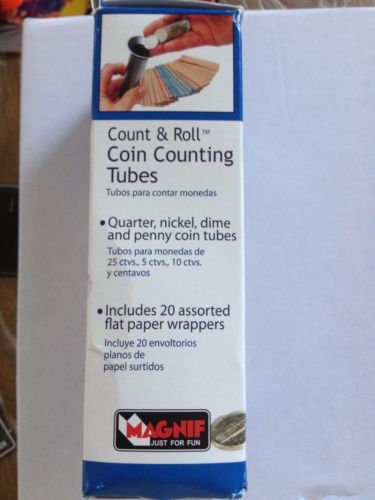 Count & Roll™
Coin Counting
Tubes
Tubos para contar monedas
• Quarter, nickel, dime
and penny coin tubes
Tubos para monedas de
25 ctvs., 5 ctvs., 10 ctvs.
y centavos
• Includes 20 assorted
flat paper wrappers
Incluye 20 envoltorios
planos de
papel surtidos
MAGNIF
JUST FOR FUN